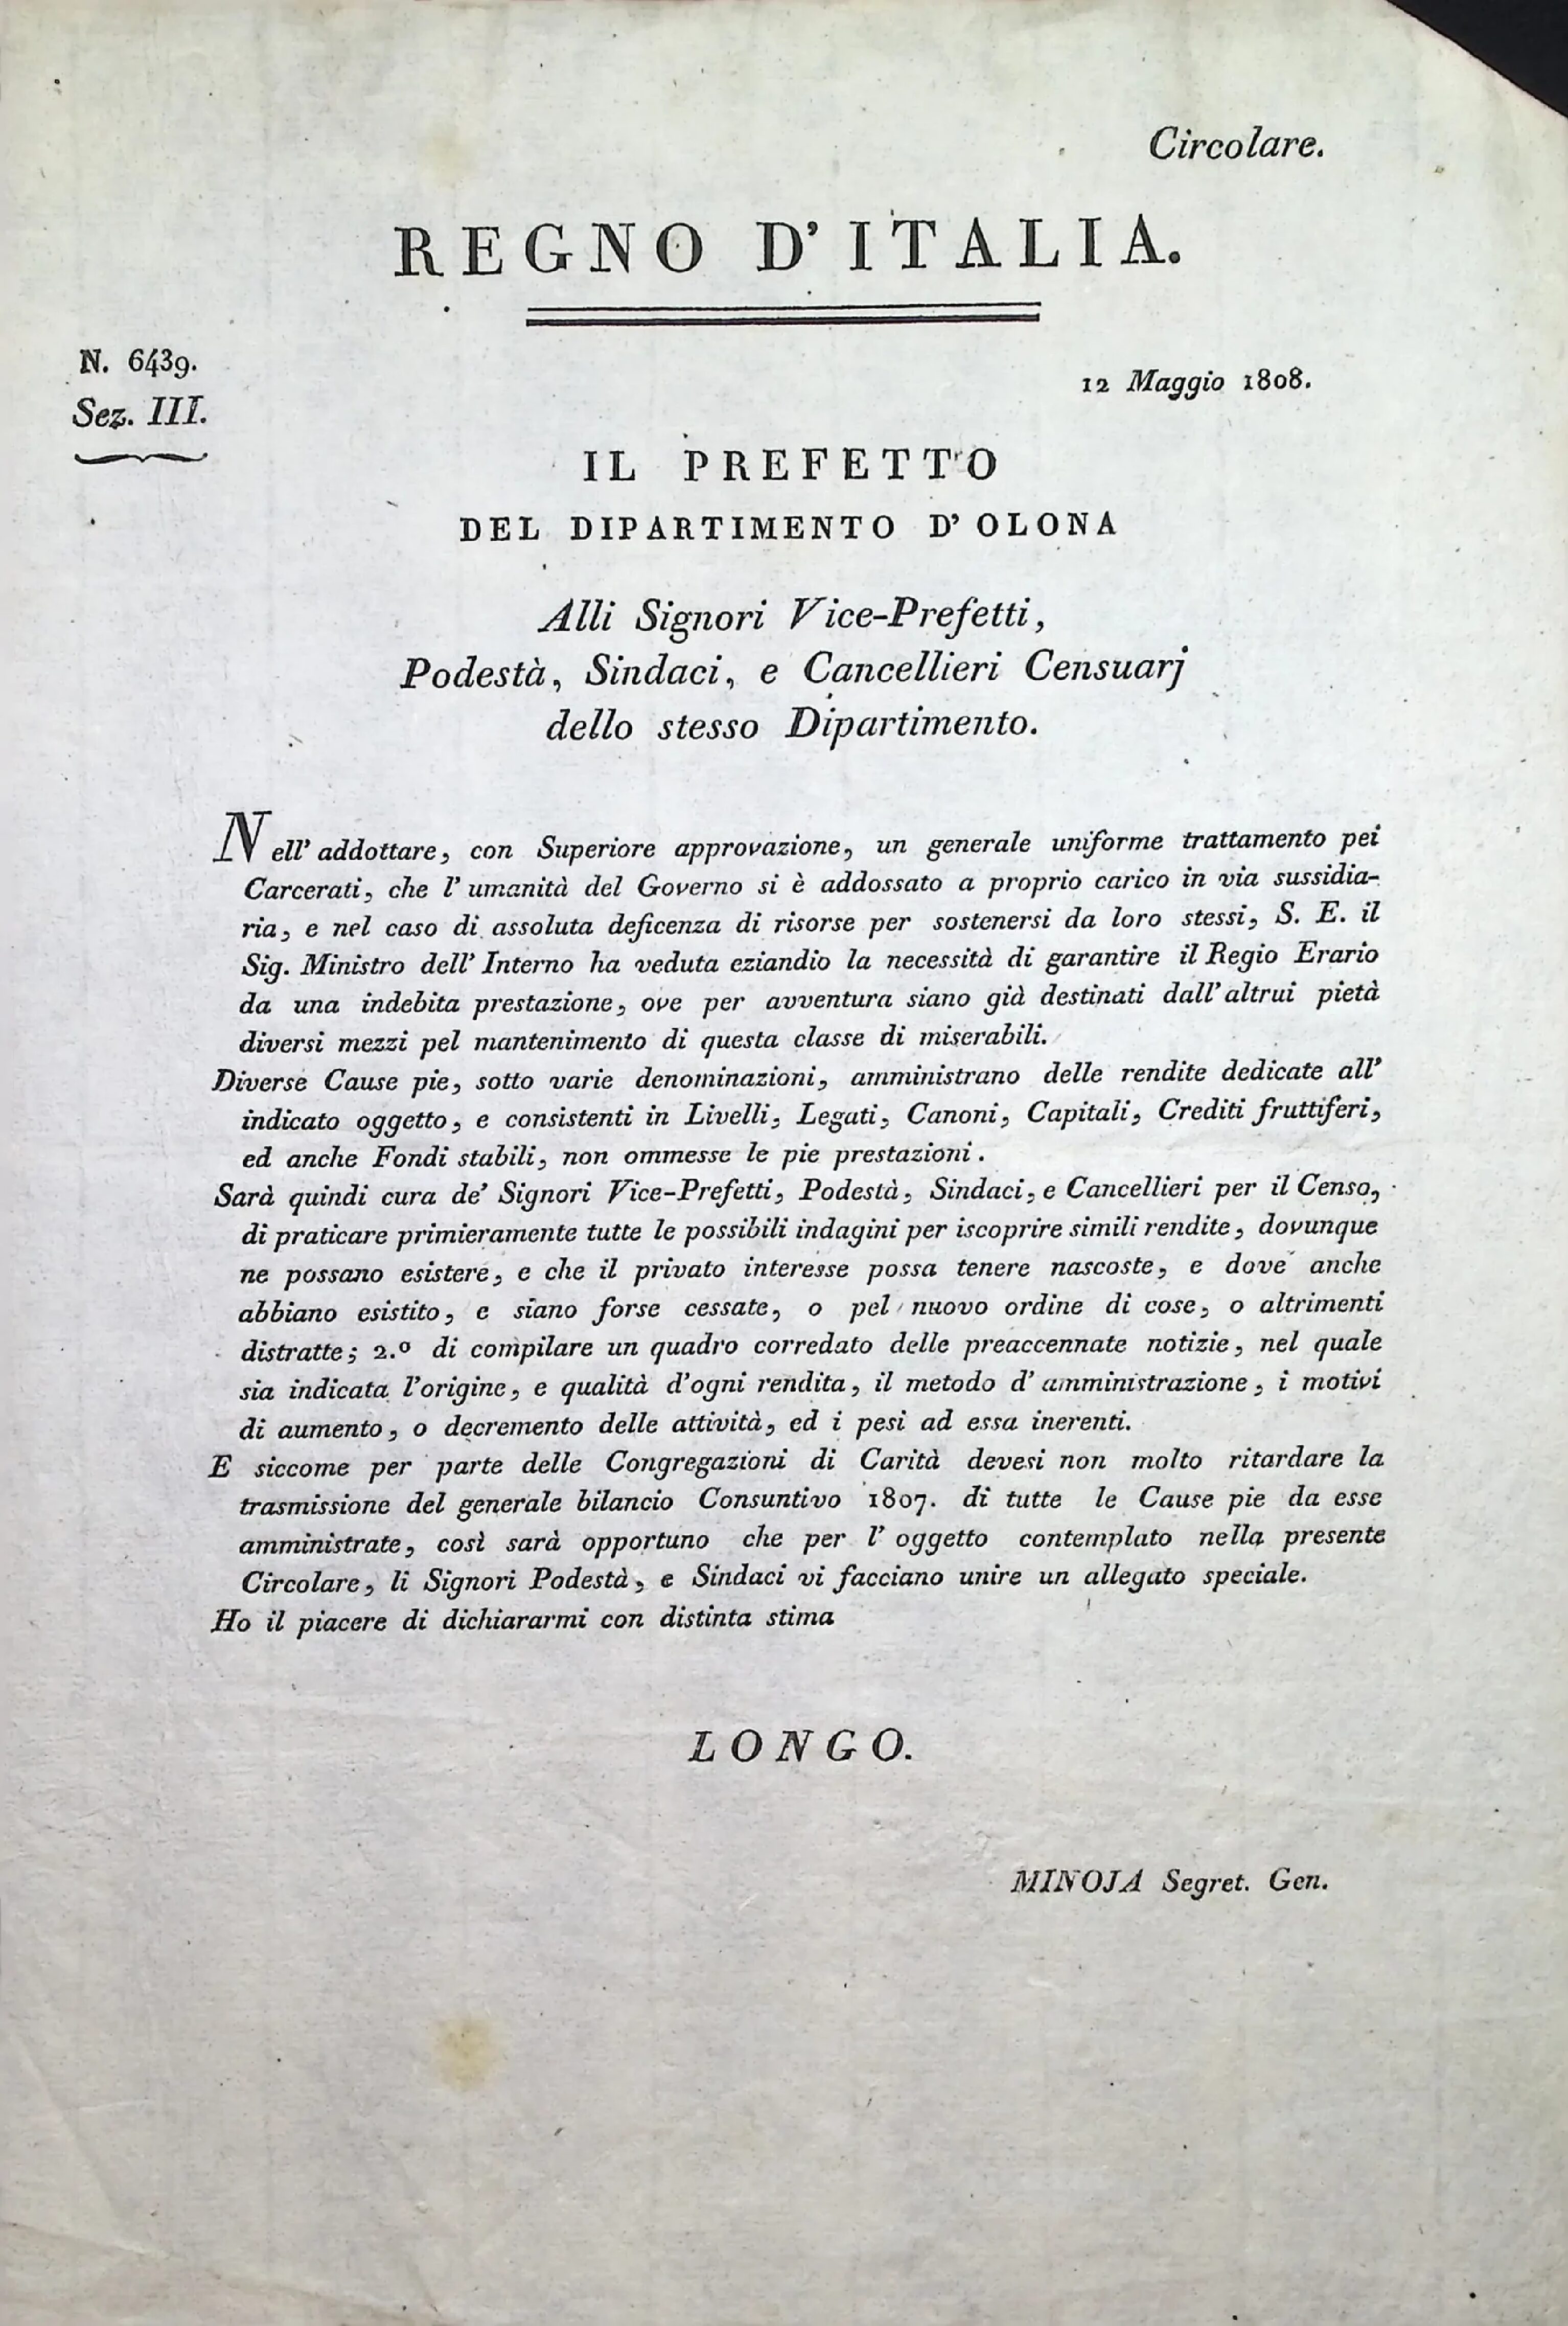 Circolare.
REGNO D'ITALIA.
N. 6439.
Sez. III.
12 Maggio 1808.
IL PREFETTO
DEL DIPARTIMENTO D' OLONA
Alli Signori Vice-Prefetti,
Podestà, Sindaci, e Cancellieri Censuarj
dello stesso Dipartimento.
Nell' addottare, con Superiore approvazione, un generale uniforme trattamento pei
Carcerati, che l' umanità del Governo si è addossato a proprio carico in via sussidia-
ria, e nel caso di assoluta deficenza di risorse per sostenersi da loro stessi, S. E. il
Sig. Ministro dell' Interno ha veduta eziandio la necessità di garantire il Regio Erario
da una indebita prestazione, ove per avventura siano già destinati dall' altrui pietà
diversi mezzi pel mantenimento di questa classe di miserabili.
Diverse Cause pie, sotto varie denominazioni, amministrano delle rendite dedicate all'
indicato oggetto, e consistenti in Livelli, Legati, Canoni, Capitali, Crediti fruttiferi,
ed anche Fondi stabili, non ommesse le pie prestazioni.
Sarà quindi cura de' Signori Vice-Prefetti, Podestà, Sindaci, e Cancellieri per il Censo,
di praticare primieramente tutte le possibili indagini per iscoprire simili rendite, dovunque
ne possano esistere, e che il privato interesse possa tenere nascoste, e dove anche
abbiano esistito, e siano forse cessate, o pel nuovo ordine di cose, o altrimenti
distratte; 2.º di compilare un quadro corredato delle preaccennate notizie, nel quale
sia indicata l'origine, e qualità d'ogni rendita, il metodo d' amministrazione, i motivi
di aumento, o decremento delle attività, ed i pesi ad essa inerenti.
E siccome per parte delle Congregazioni di Carità devesi non molto ritardare la
trasmissione del generale bilancio Consuntivo 1807. di tutte le Cause pie da esse
amministrate, così sarà opportuno che per l' oggetto contemplato nella presente
Circolare, li Signori Podestà, e Sindaci vi facciano unire un allegato speciale.
Ho il piacere di dichiararmi con distinta stima
LONGO.
MINOJA Segret. Gen.